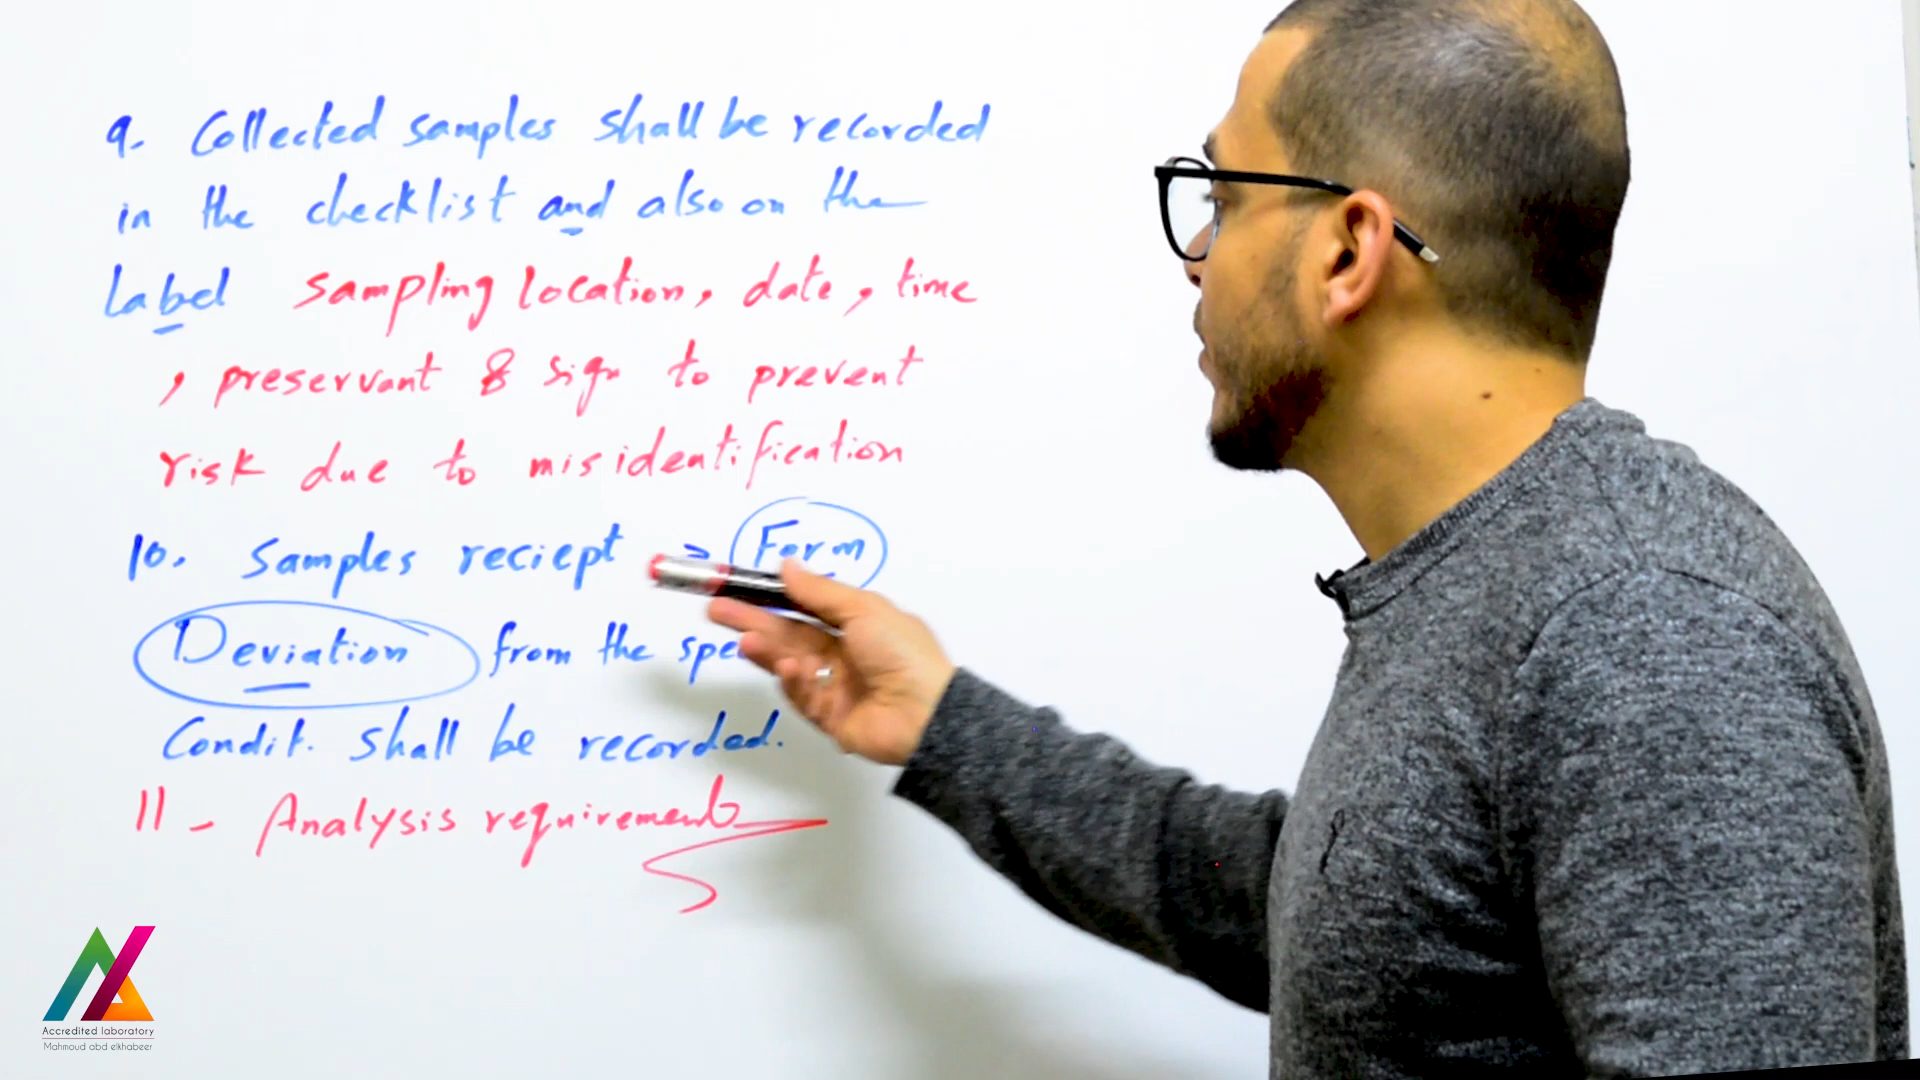 9. Collected samples shall be recorded
in the checklist and also on the
Label sampling location, date, time
, preservant & sign to prevent
risk due to misidentification
10. Samples reciept → Form
Deviation from the spe
Condit. shall be recorded.
11 - Analysis requirements
Accredited laboratory
Mahmoud abd elkhabeer